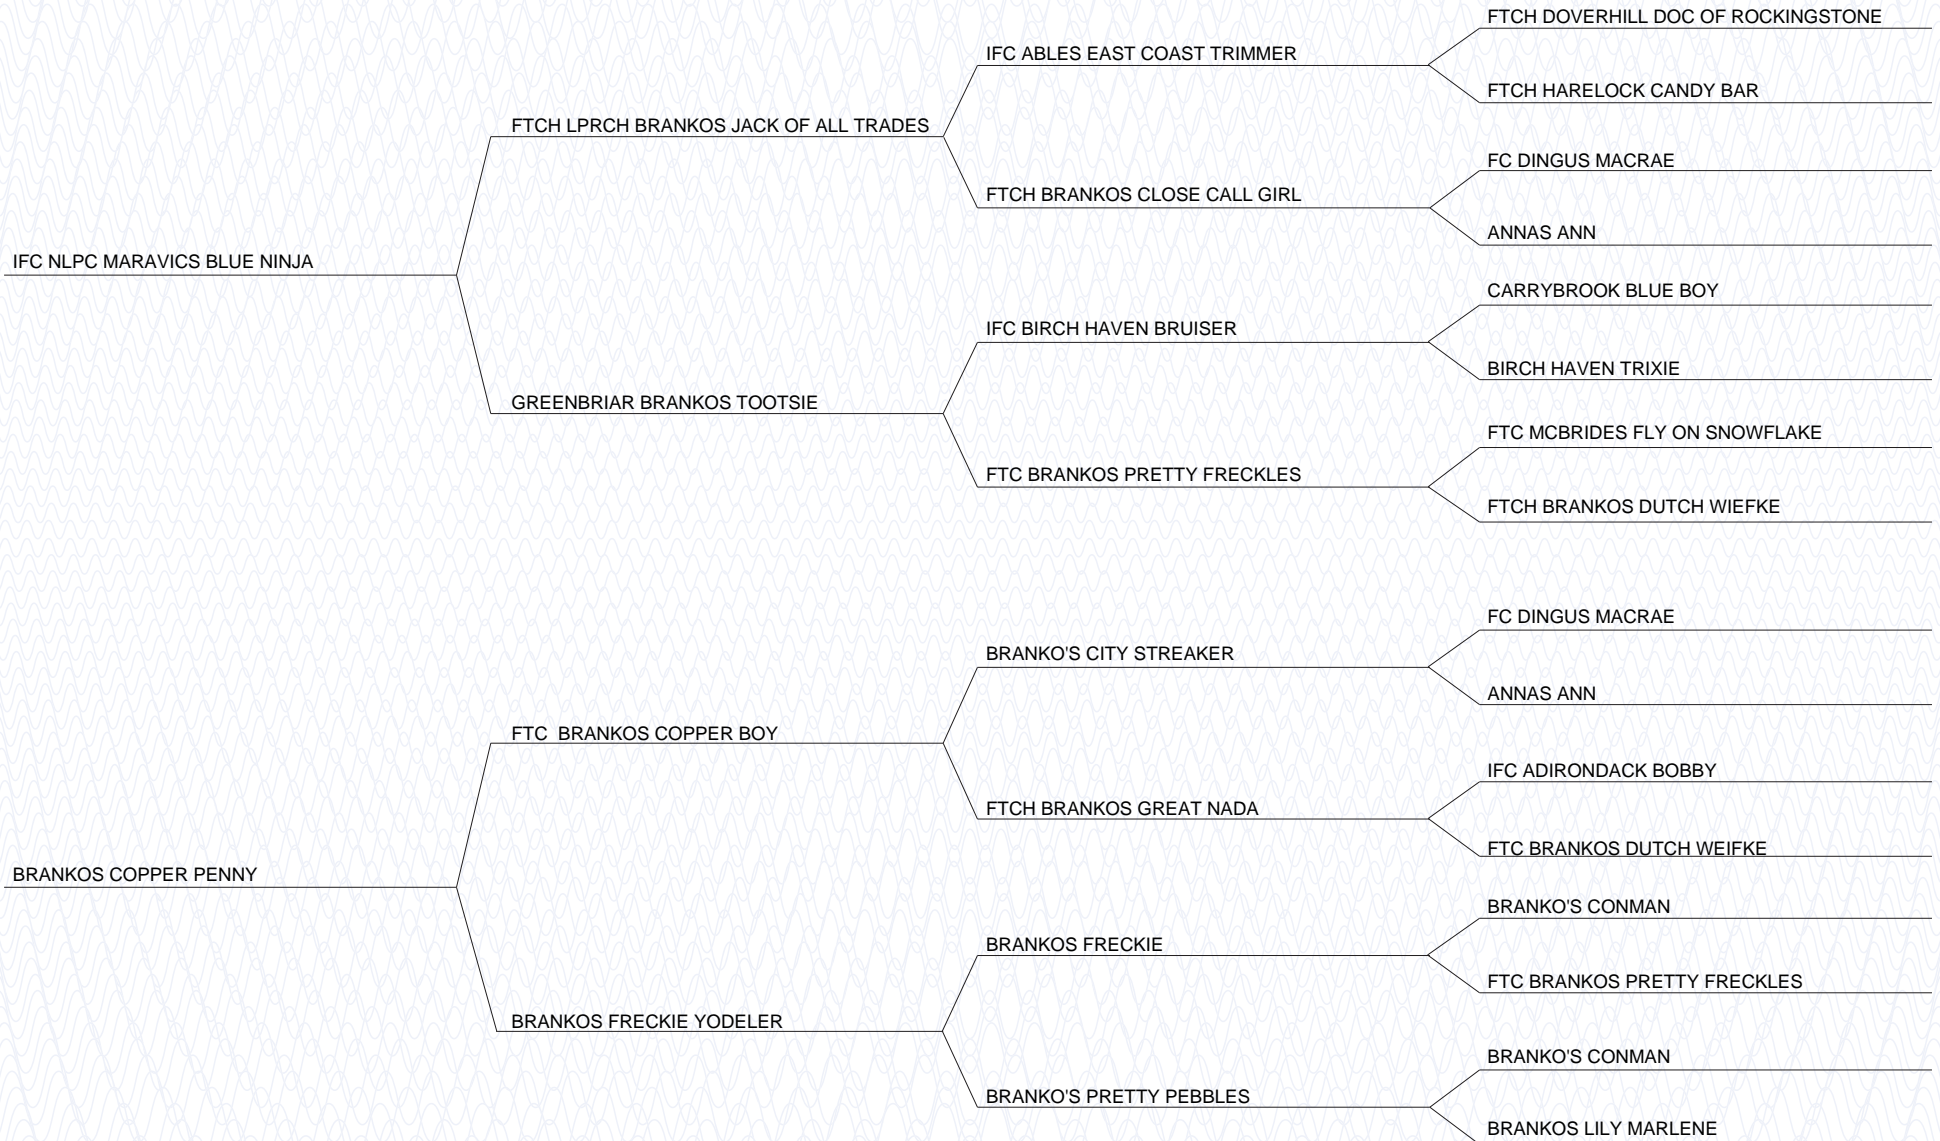 FTCH DOVERHILL DOC OF ROCKINGSTONE
IFC ABLES EAST COAST TRIMMER
FTCH HARELOCK CANDY BAR
FTCH LPRCH BRANKOS JACK OF ALL TRADES
FC DINGUS MACRAE
FTCH BRANKOS CLOSE CALL GIRL
ANNAS ANN
IFC NLPC MARAVICS BLUE NINJA
CARRYBROOK BLUE BOY
IFC BIRCH HAVEN BRUISER
BIRCH HAVEN TRIXIE
GREENBRIAR BRANKOS TOOTSIE
FTC MCBRIDES FLY ON SNOWFLAKE
FTC BRANKOS PRETTY FRECKLES
FTCH BRANKOS DUTCH WIEFKE
FC DINGUS MACRAE
BRANKO'S CITY STREAKER
ANNAS ANN
FTC  BRANKOS COPPER BOY
IFC ADIRONDACK BOBBY
FTCH BRANKOS GREAT NADA
FTC BRANKOS DUTCH WEIFKE
BRANKOS COPPER PENNY
BRANKO'S CONMAN
BRANKOS FRECKIE
FTC BRANKOS PRETTY FRECKLES
BRANKOS FRECKIE YODELER
BRANKO'S CONMAN
BRANKO'S PRETTY PEBBLES
BRANKOS LILY MARLENE